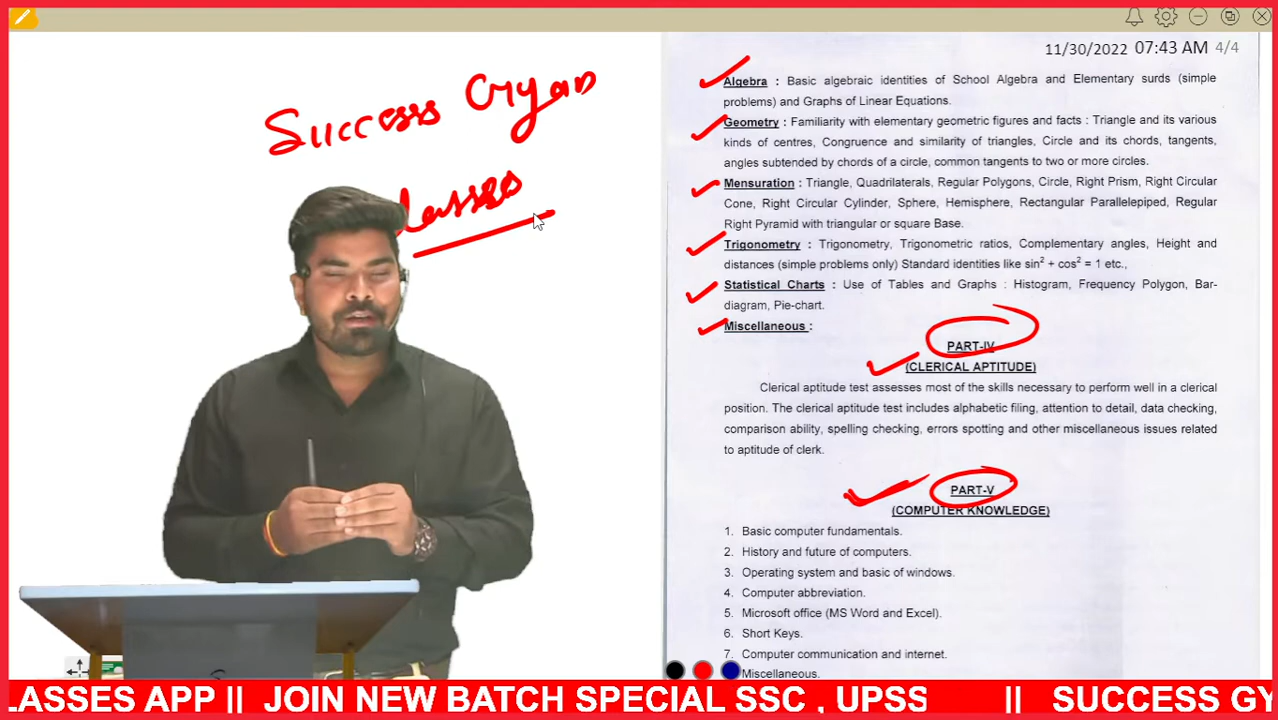 11/30/2022 07:43 AM 4/4
Success Gyan
lasses
Algebra : Basic algebraic identities of School Algebra and Elementary surds (simple
problems) and Graphs of Linear Equations.
Geometry : Familiarity with elementary geometric figures and facts : Triangle and its various
kinds of centres, Congruence and similarity of triangles, Circle and its chords, tangents,
angles subtended by chords of a circle, common tangents to two or more circles.
Mensuration : Triangle, Quadrilaterals, Regular Polygons, Circle, Right Prism, Right Circular
Cone, Right Circular Cylinder, Sphere, Hemisphere, Rectangular Parallelepiped, Regular
Right Pyramid with triangular or square Base.
Trigonometry : Trigonometry, Trigonometric ratios, Complementary angles, Height and
distances (simple problems only) Standard identities like sin² + cos² = 1 etc.,
Statistical Charts : Use of Tables and Graphs : Histogram, Frequency Polygon, Bar-
diagram, Pie-chart.
Miscellaneous :
PART-IV
(CLERICAL APTITUDE)
Clerical aptitude test assesses most of the skills necessary to perform well in a clerical
position. The clerical aptitude test includes alphabetic filing, attention to detail, data checking,
comparison ability, spelling checking, errors spotting and other miscellaneous issues related
to aptitude of clerk.
PART-V
(COMPUTER KNOWLEDGE)
1. Basic computer fundamentals.
2. History and future of computers.
3. Operating system and basic of windows.
4. Computer abbreviation.
5. Microsoft office (MS Word and Excel).
6. Short Keys.
7. Computer communication and internet.
Miscellaneous.
LASSES APP || JOIN NEW BATCH SPECIAL SSC , UPSS || SUCCESS GY